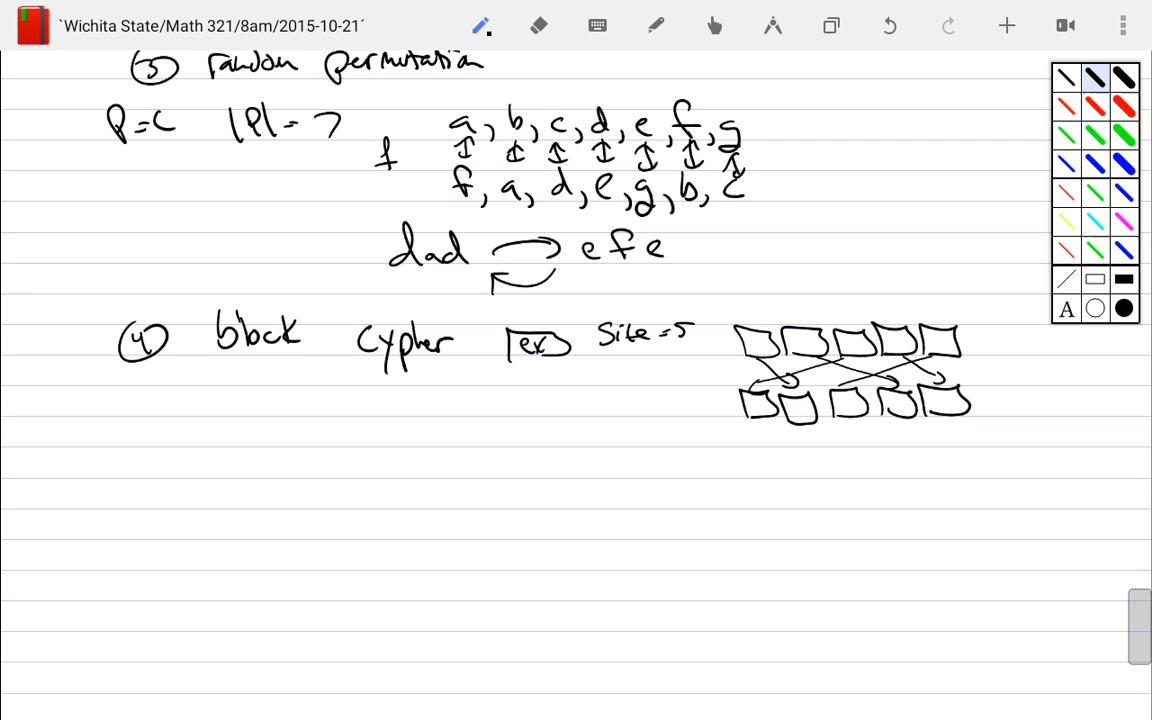 `Wichita State/Math 321/8am/2015-10-21´
③ random permutation
P=C |P| = 7 a, b, c, d, e, f, g
f
f, a, d, e, g, b, c
dad efe
④ block cypher ex size=5
A